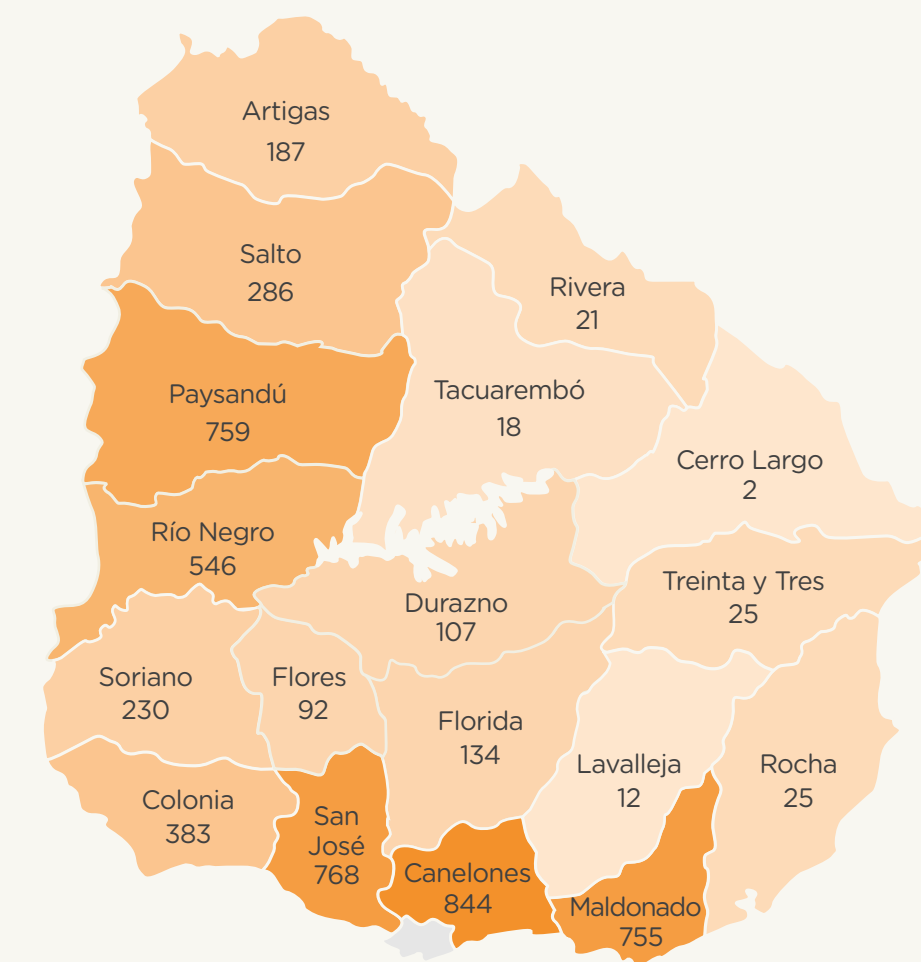 Artigas
187
Salto
286
Rivera
21
Paysandú
759
Tacuarembó
18
Cerro Largo
2
Río Negro
546
Treinta y Tres
25
Durazno
107
Soriano
230
Flores
92
Florida
134
Lavalleja
12
Rocha
25
Colonia
383
San
José
768
Canelones
844
Maldonado
755